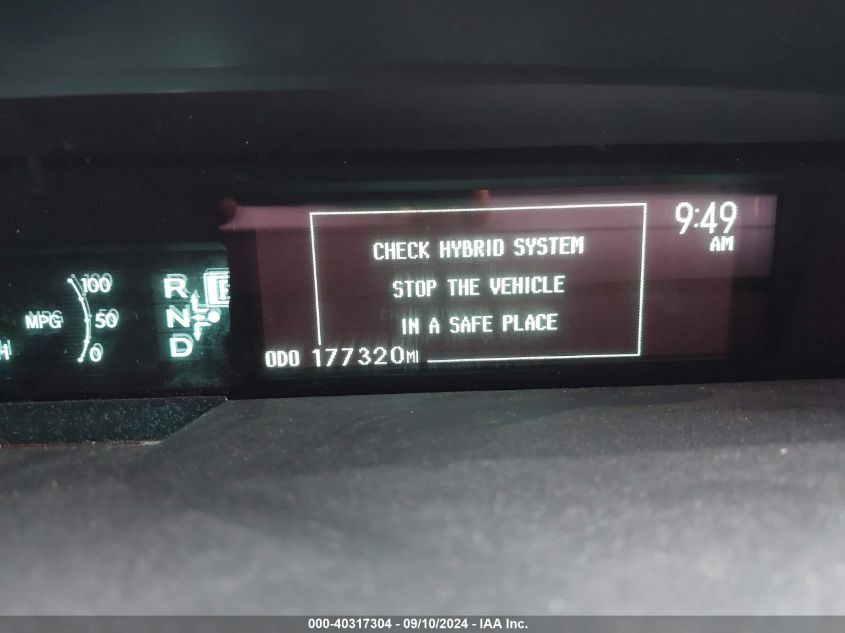 100
MPG 50
0
R
N
D
9:49
AM
CHECK HYBRID SYSTEM
STOP THE VEHICLE
IN A SAFE PLACE
ODO 177320MI
000-40317304 - 09/10/2024 - IAA Inc.